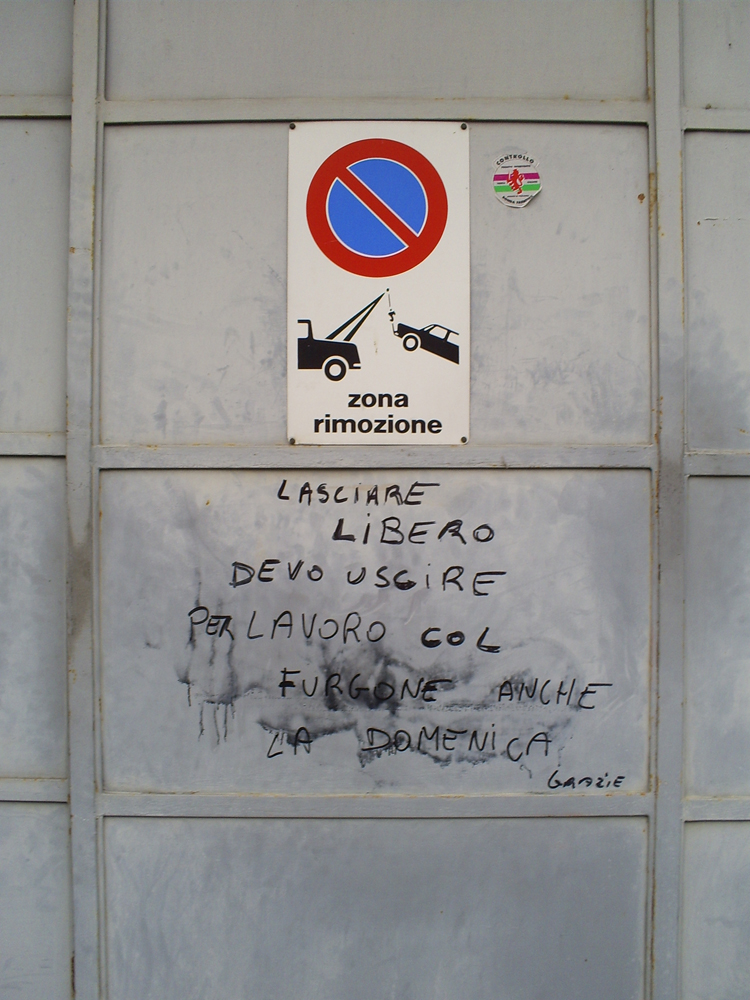 CONTROLLO
zona
rimozione
LASCIARE
LIBERO
DEVO USCIRE
PER LAVORO COL
FURGONE ANCHE
LA DOMENICA
GRAZIE